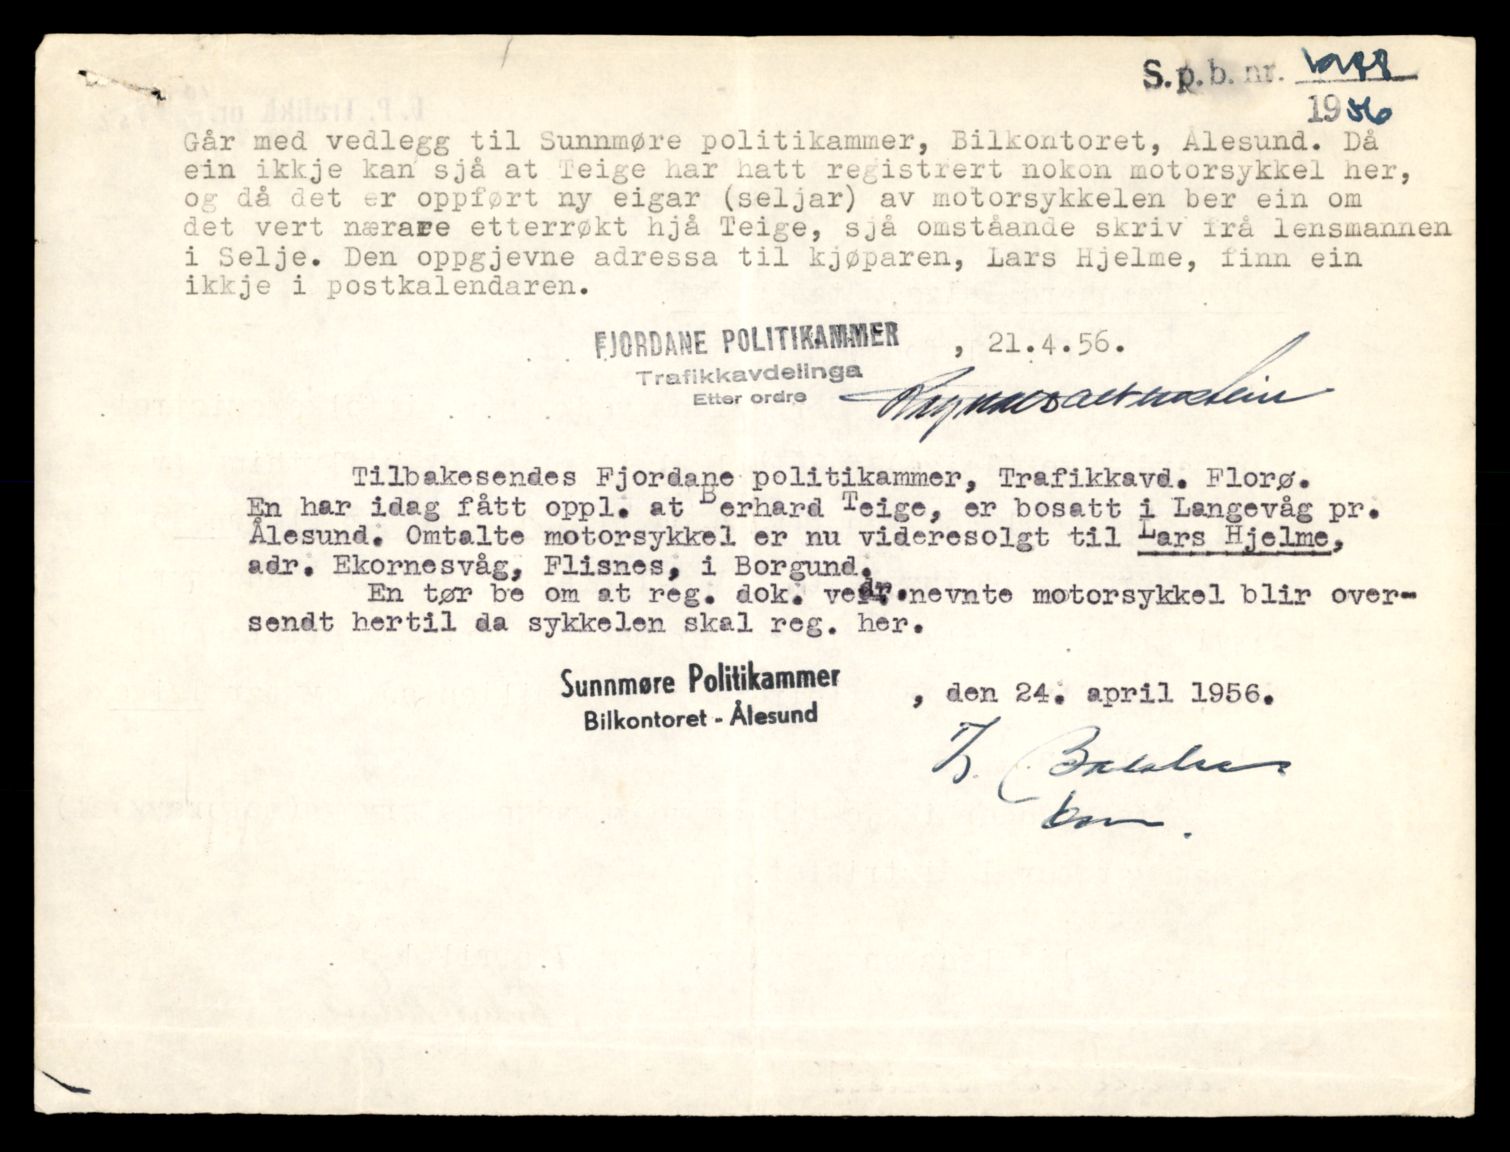 S.p.b. nr.
1956
Går med vedlegg til Sunnmøre politikammer, Bilkontoret, Ålesund. Då
ein ikkje kan sjå at Teige har hatt registrert nokon motorsykkel her,
og då det er oppført ny eigar (seljar) av motorsykkelen ber ein om
det vert nærare etterrøkt hjå Teige, sjå omståande skriv frå lensmannen
i Selje. Den oppgjevne adressa til kjøparen, Lars Hjelme, finn ein
ikkje i postkalendaren.
FJORDANE POLITIKAMMER , 21.4.56.
Trafikkavdelinga
Etter ordre
Tilbakesendes Fjordane politikammer, Trafikkavd. Florø.
En har idag fått oppl. at Berhard Teige, er bosatt i Langevåg pr.
Ålesund. Omtalte motorsykkel er nu videresolgt til Lars Hjelme,
adr. Ekornesvåg, Flisnes, i Borgund.
En tør be om at reg. dok. vedr. nevnte motorsykkel blir over-
sendt hertil da sykkelen skal reg. her.
Sunnmøre Politikammer , den 24. april 1956.
Bilkontoret - Ålesund